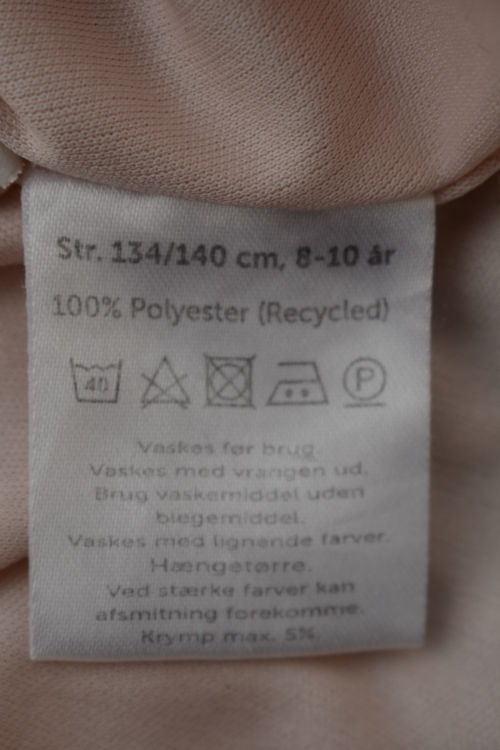 Str. 134/140 cm, 8-10 år
100% Polyester (Recycled)
40 P
Vaskes før brug.
Vaskes med vrangen ud.
Brug vaskemiddel uden
blegemiddel.
Vaskes med lignende farver.
Hængetørre.
Ved stærke farver kan
afsmitning forekomme.
Krymp max. 5%.